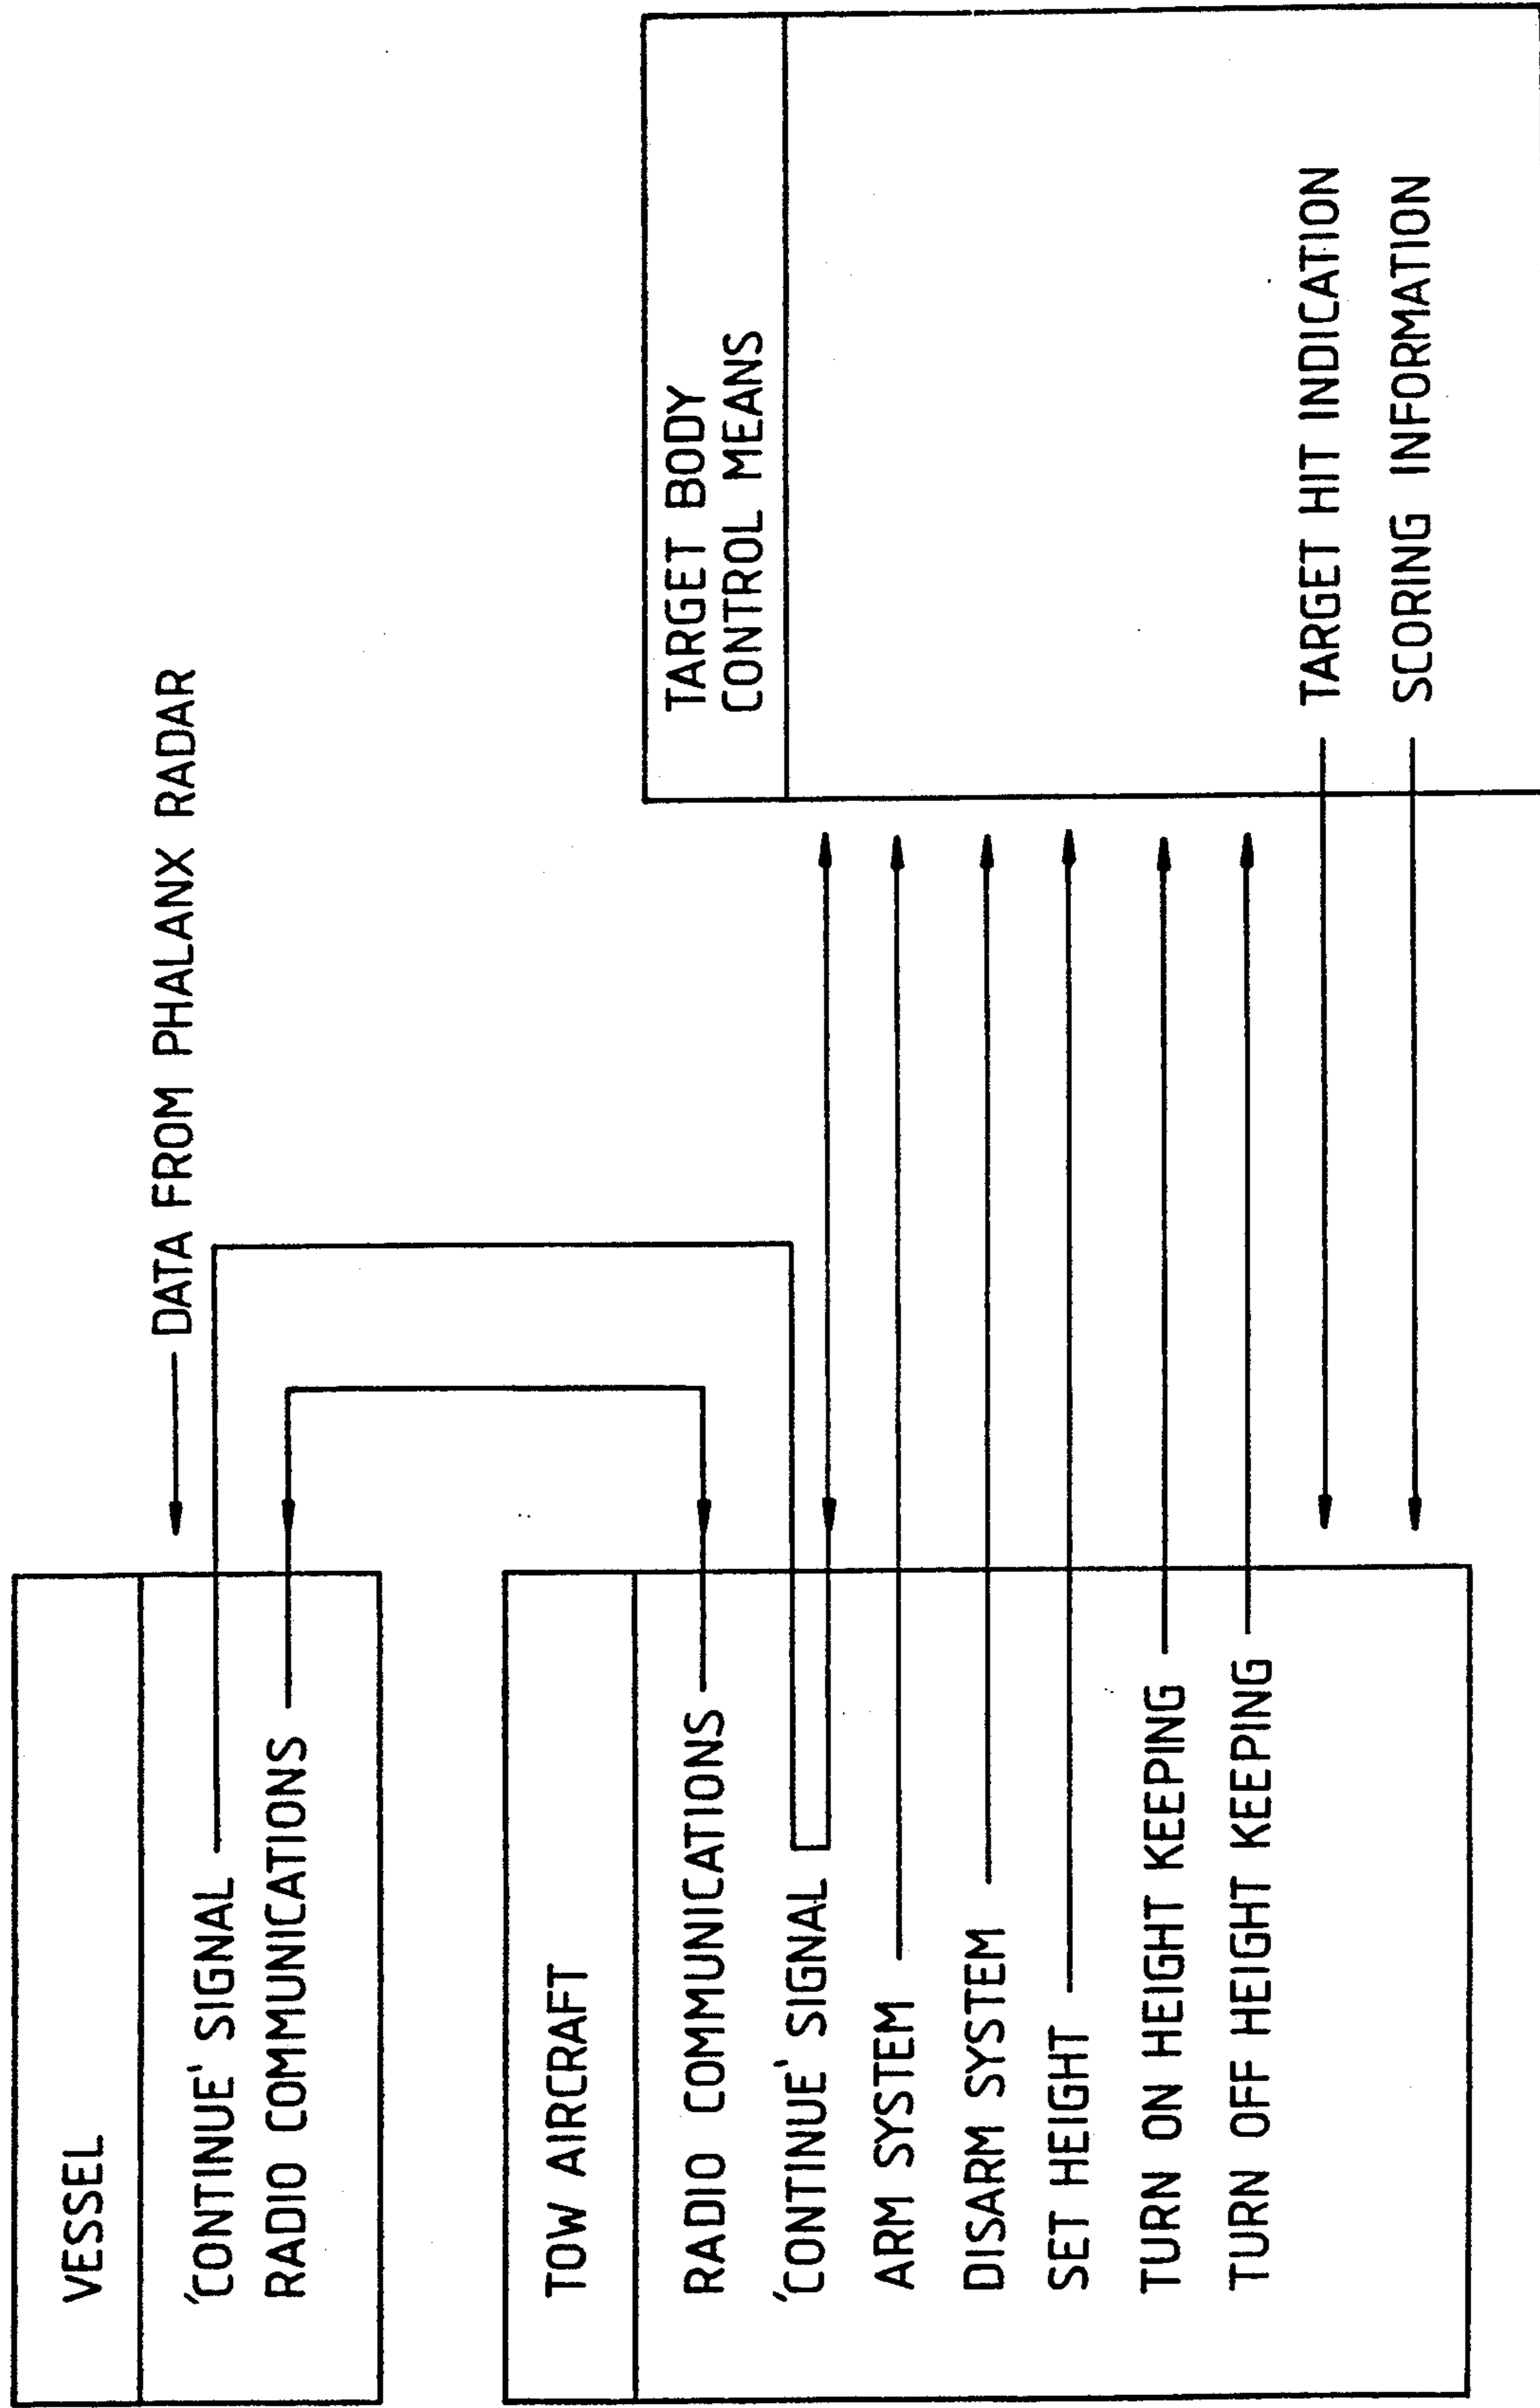 VESSEL
'CONTINUE' SIGNAL
RADIO COMMUNICATIONS
DATA FROM PHALANX RADAR
TOW AIRCRAFT
RADIO COMMUNICATIONS
'CONTINUE' SIGNAL
ARM SYSTEM
DISARM SYSTEM
SET HEIGHT
TURN ON HEIGHT KEEPING
TURN OFF HEIGHT KEEPING
TARGET BODY
CONTROL MEANS
TARGET HIT INDICATION
SCORING INFORMATION